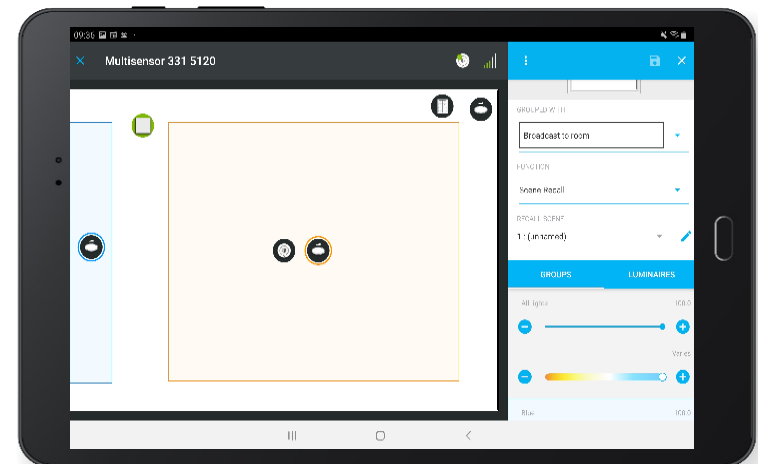 09:36
Multisensor 331 5120
GROUPED WITH
Broadcast to room
FUNCTION
Scene Recall
RECALL SCENE
1 : (unnamed)
GROUPS
LUMINAIRES
All lights
100.0
Varies
Blue
100.0